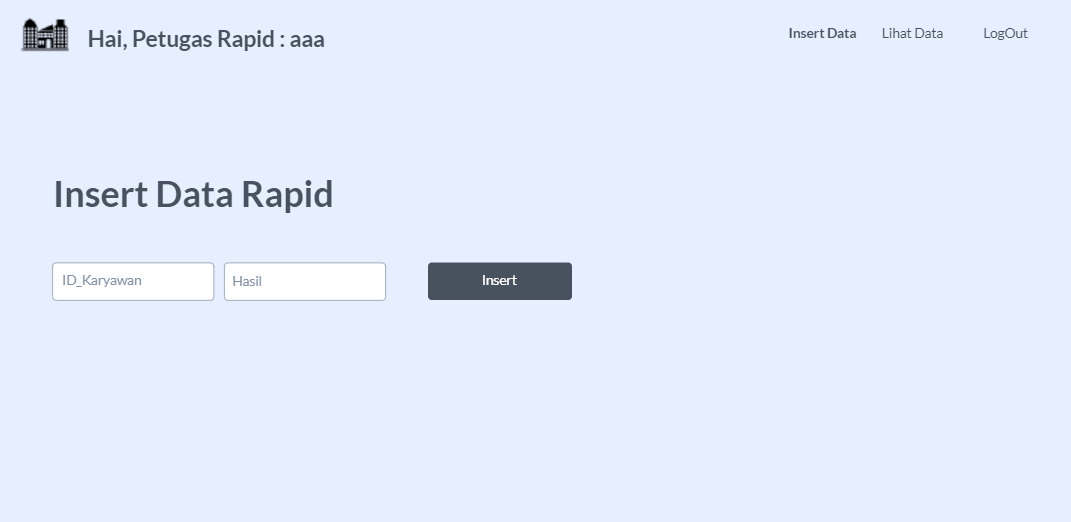 Hai, Petugas Rapid : aaa
Insert Data
Lihat Data
LogOut
Insert Data Rapid
ID_Karyawan
Hasil
Insert